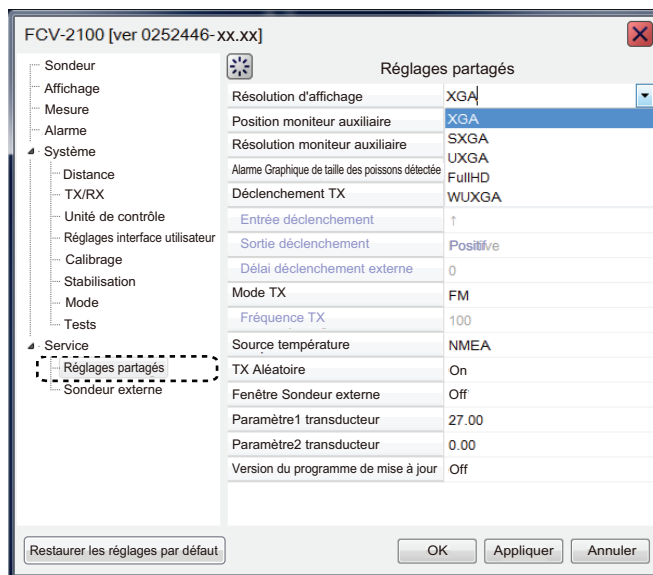 FCV-2100 [ver 0252446-xx.xx]
Sondeur
Affichage
Mesure
Alarme
Système
Distance
TX/RX
Unité de contrôle
Réglages interface utilisateur
Calibrage
Stabilisation
Mode
Tests
Service
Réglages partagés
Sondeur externe
Réglages partagés
Résolution d'affichage XGA
Position moniteur auxiliaire XGA
Résolution moniteur auxiliaire SXGA
UXGA
Alarme Graphique de taille des poissons détectée FullHD
Déclenchement TX WUXGA
Entrée déclenchement ↑
Sortie déclenchement Positifve
Délai déclenchement externe 0
Mode TX FM
Fréquence TX 100
Source température NMEA
TX Aléatoire On
Fenêtre Sondeur externe Off
Paramètre1 transducteur 27.00
Paramètre2 transducteur 0.00
Version du programme de mise à jour Off
Restaurer les réglages par défaut OK Appliquer Annuler